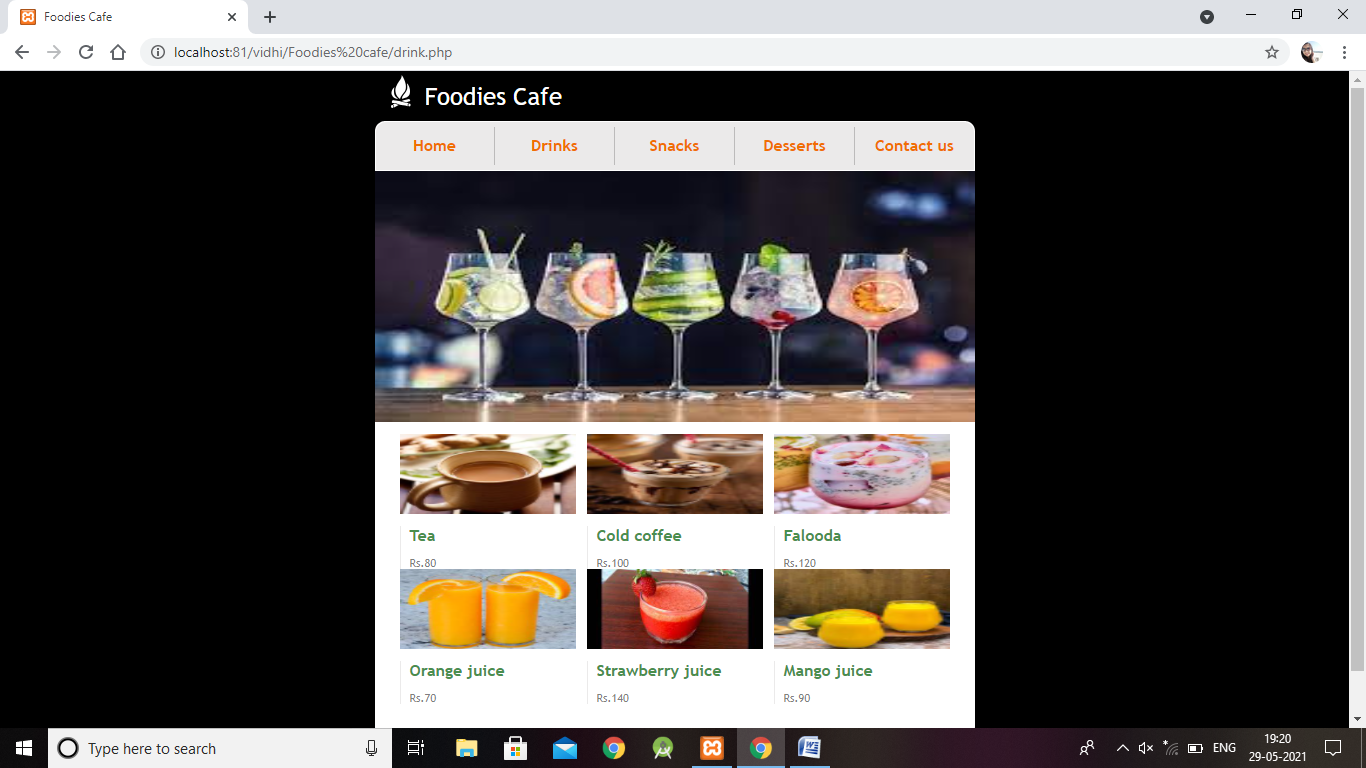 Foodies Cafe
localhost:81/vidhi/Foodies%20cafe/drink.php
Foodies Cafe
Home Drinks Snacks Desserts Contact us
Tea Cold coffee Falooda
Rs.80 Rs.100 Rs.120
Orange juice Strawberry juice Mango juice
Rs.70 Rs.140 Rs.90
Type here to search ENG 19:20
29-05-2021